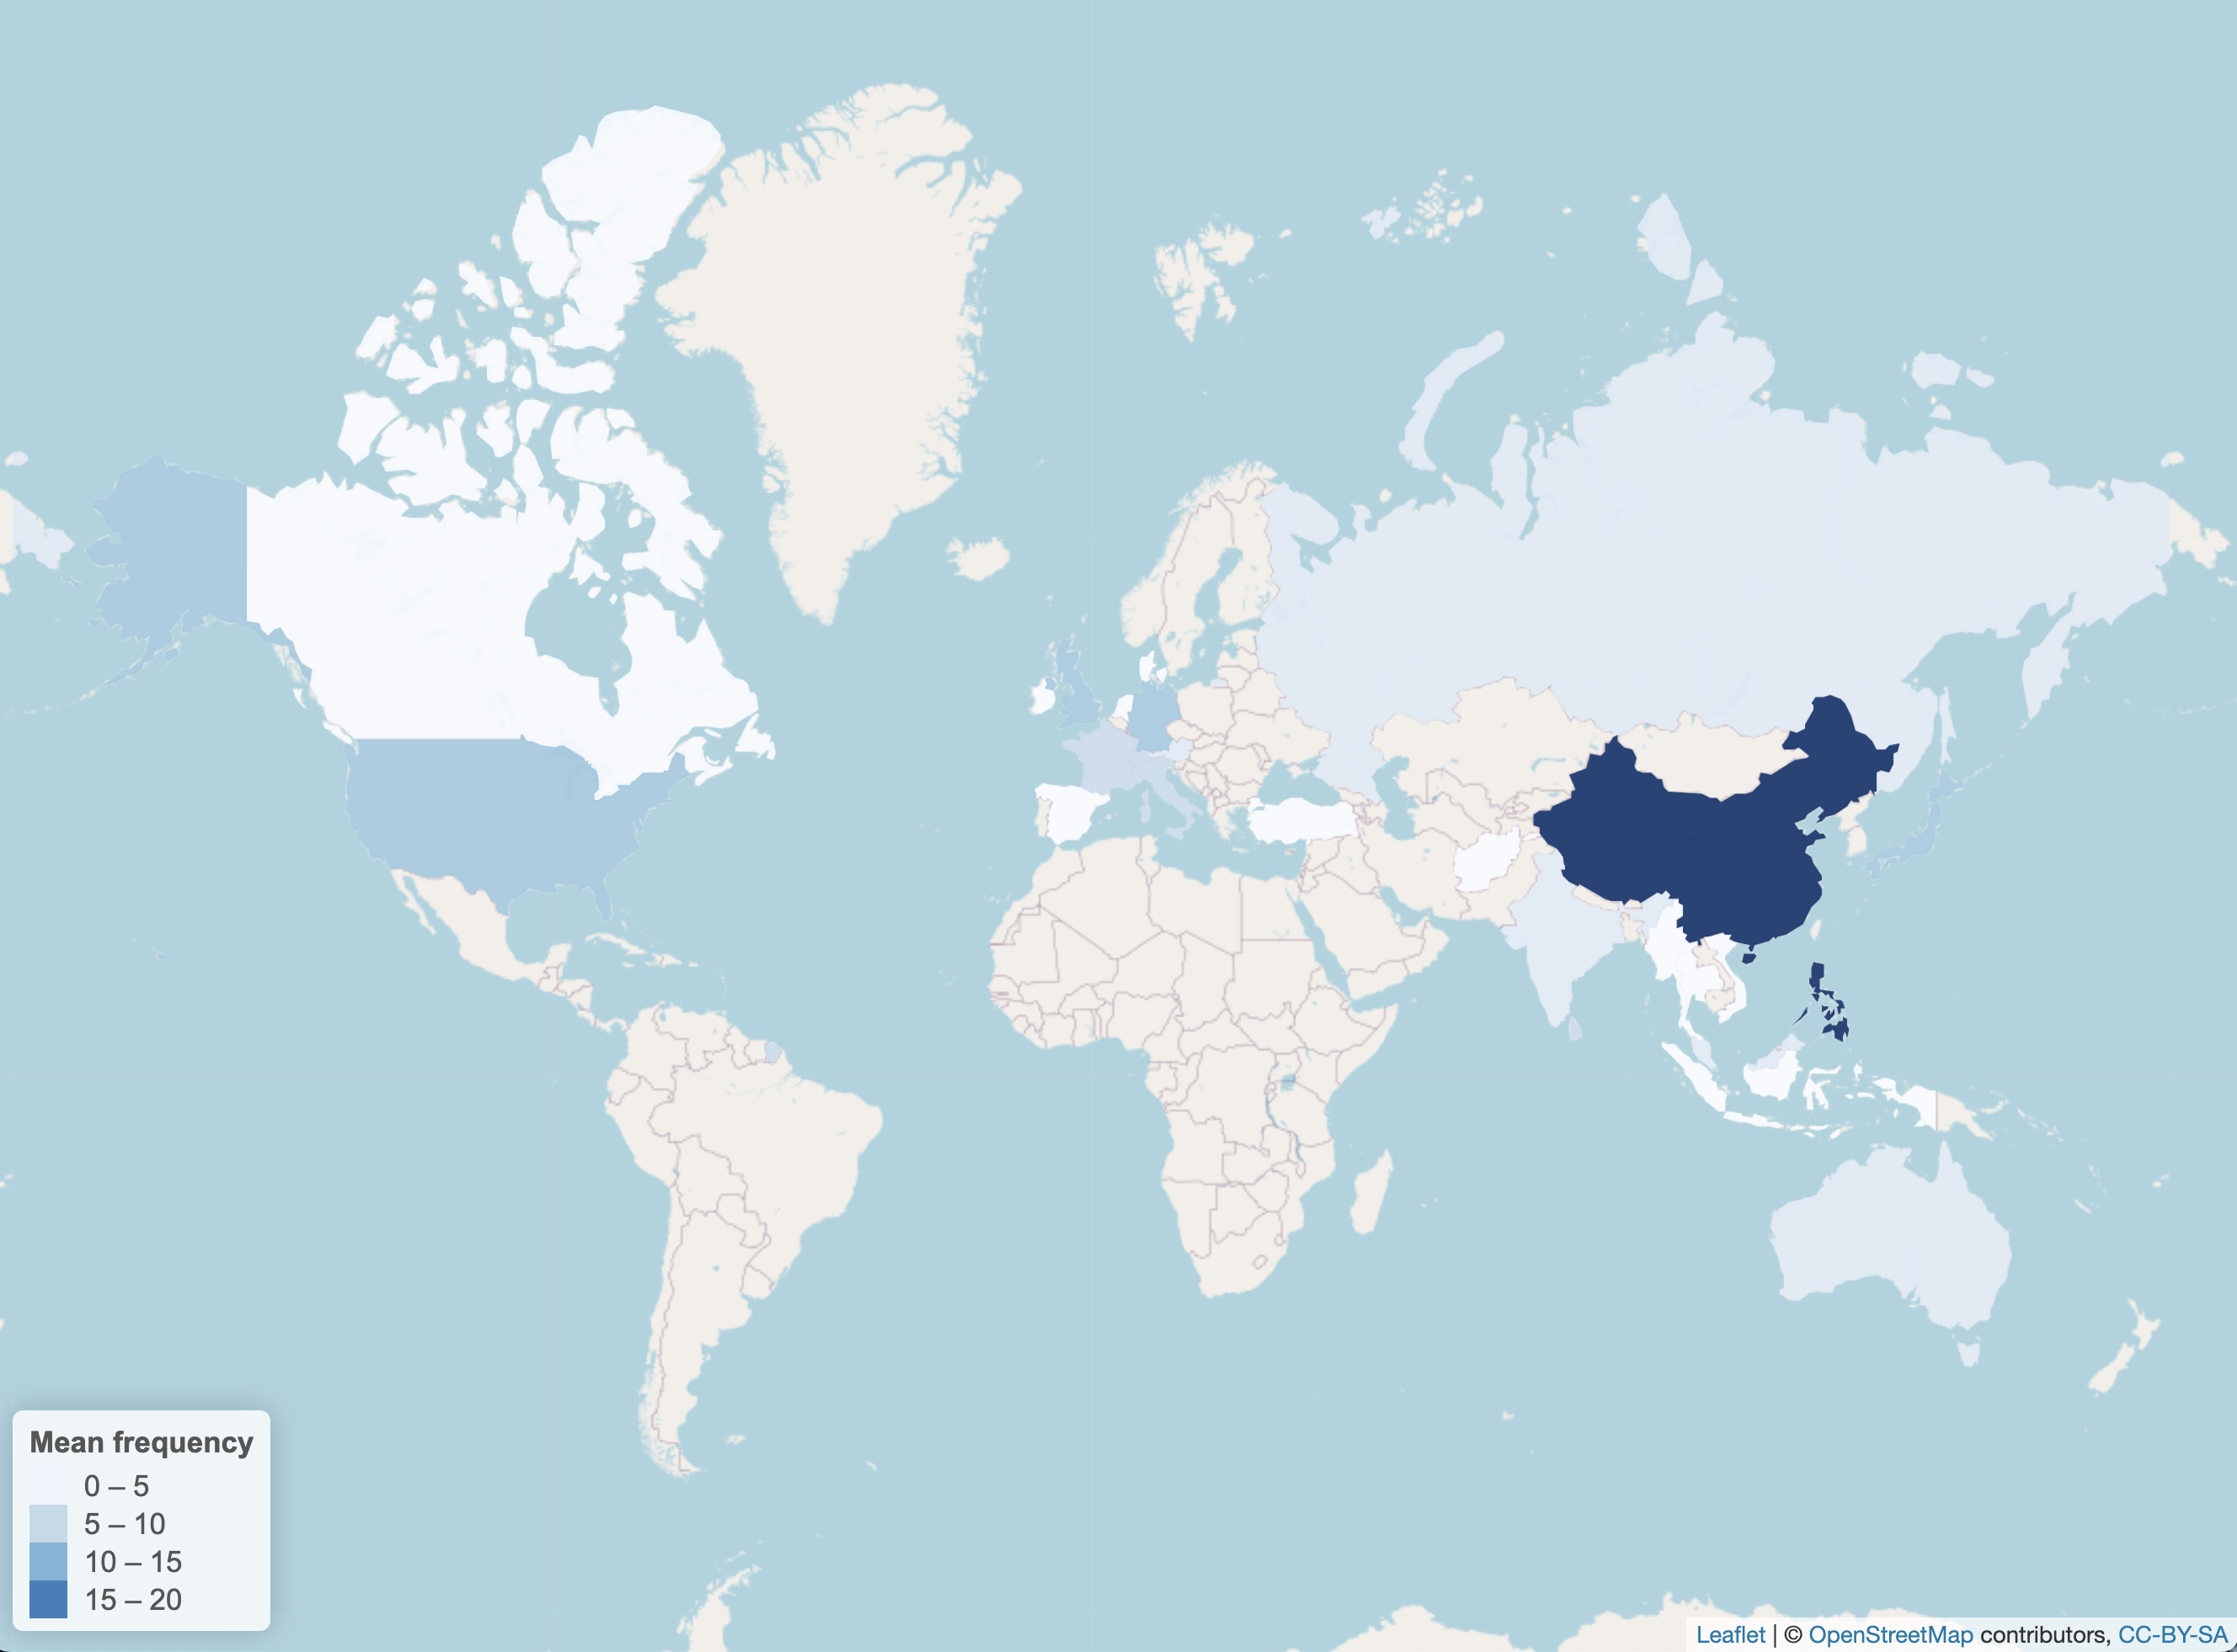 Mean frequency
0 – 5
5 – 10
10 – 15
15 – 20
Leaflet | © OpenStreetMap contributors, CC-BY-SA